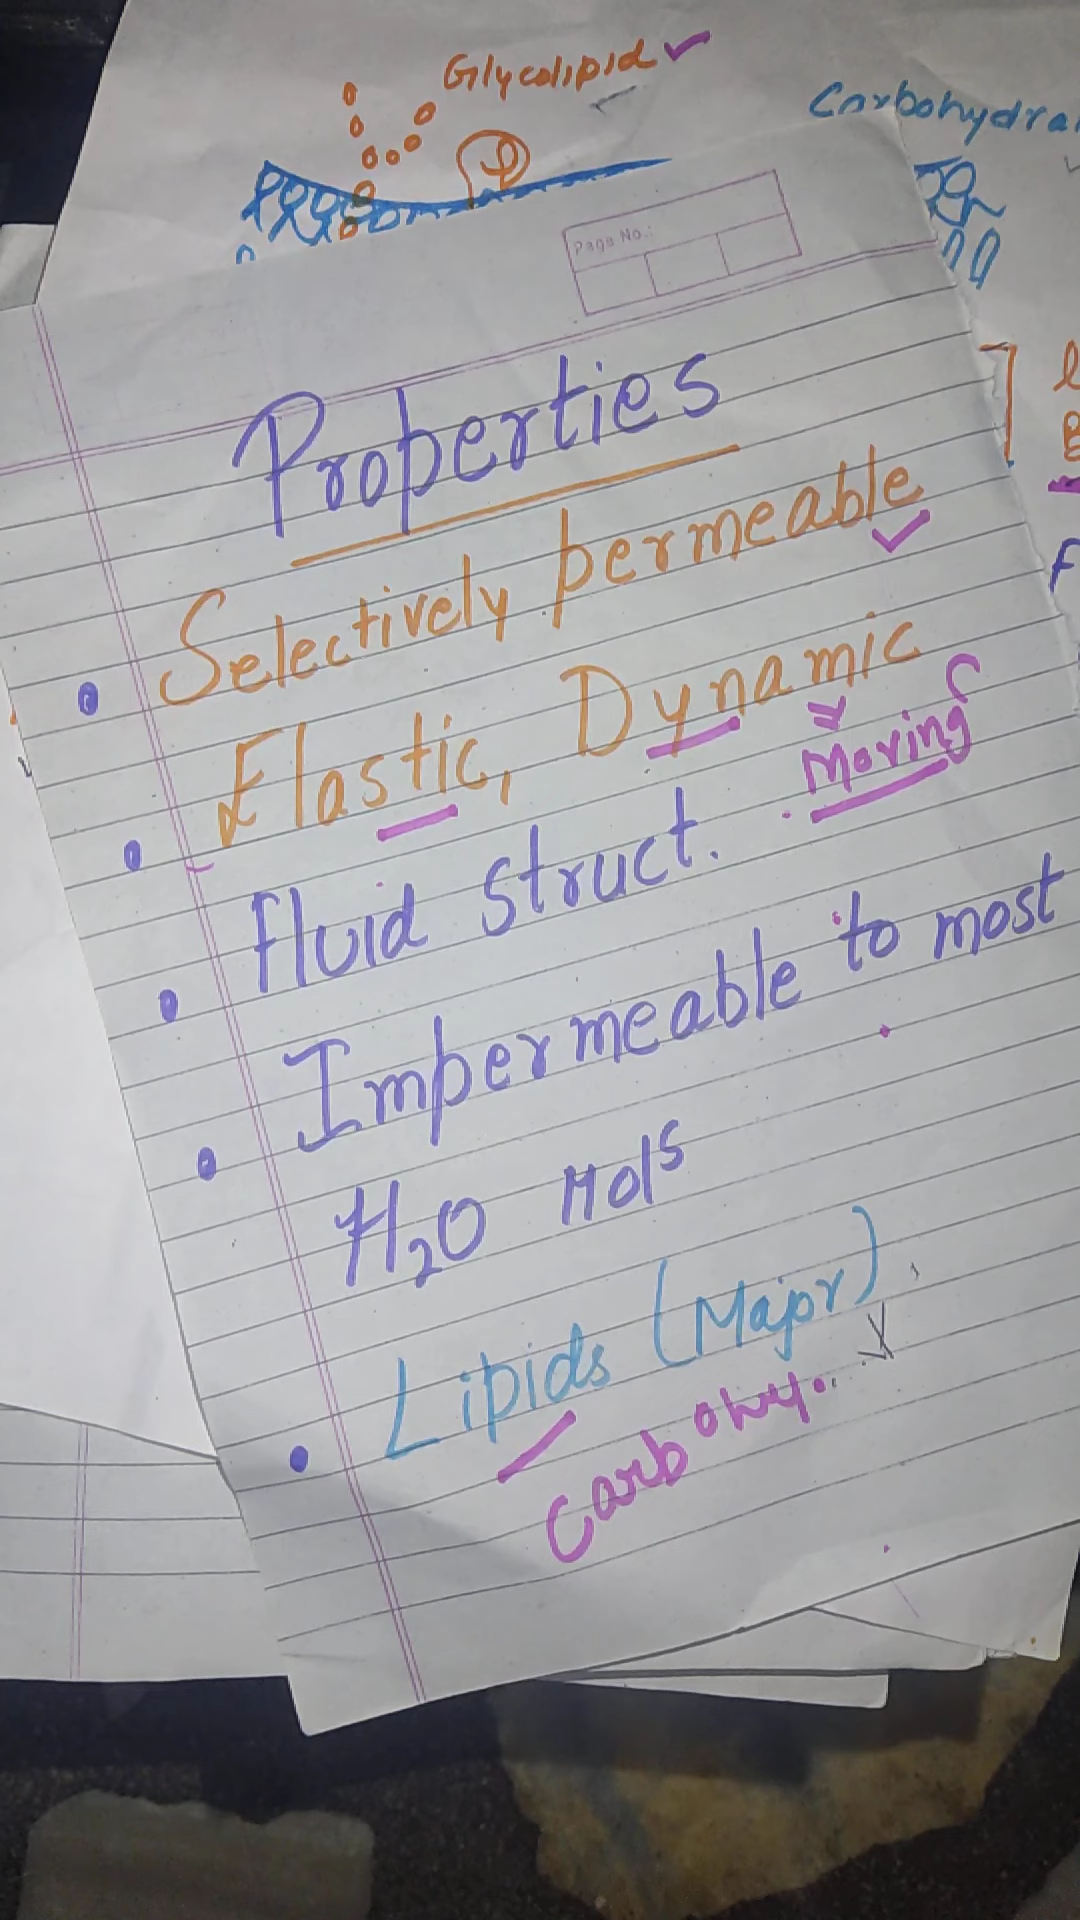 Glycolipid
Page No.:
Properties
Selectively permeable
Elastic, Dynamic
Moving
Fluid Struct.
Impermeable to most
H2O Mols
Lipids (Major)
Carbohy..